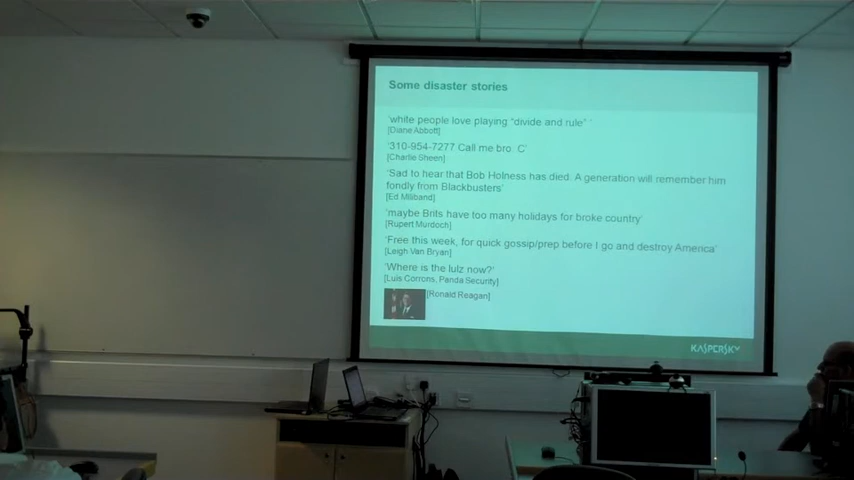 Some disaster stories
'white people love playing "divide and rule" '
[Diane Abbott]
'310-954-7277 Call me bro. C'
[Charlie Sheen]
'Sad to hear that Bob Holness has died. A generation will remember him
fondly from Blackbusters'
[Ed Miliband]
'maybe Brits have too many holidays for broke country'
[Rupert Murdoch]
'Free this week, for quick gossip/prep before I go and destroy America'
[Leigh Van Bryan]
'Where is the lulz now?'
[Luis Corrons, Panda Security]
[Ronald Reagan]
KASPERSKY